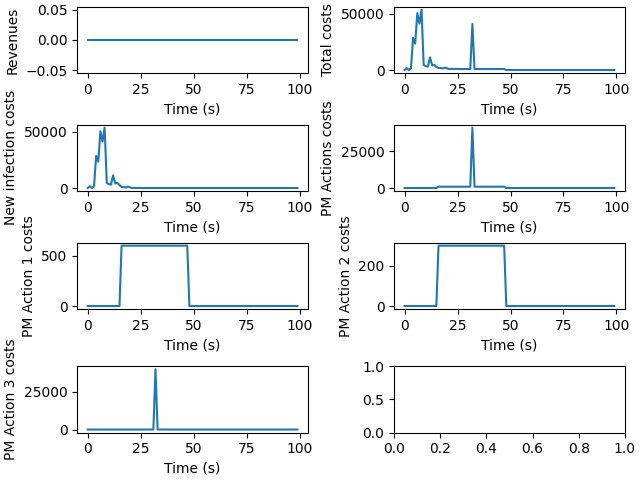 Revenues
0.05
0.00
−0.05
0 25 50 75 100
Time (s)
Total costs
50000
0
0 25 50 75 100
Time (s)
New infection costs
50000
0
0 25 50 75 100
Time (s)
PM Actions costs
25000
0
0 25 50 75 100
Time (s)
PM Action 1 costs
500
0
0 25 50 75 100
Time (s)
PM Action 2 costs
200
0
0 25 50 75 100
Time (s)
PM Action 3 costs
25000
0
0 25 50 75 100
Time (s)
1.0
0.5
0.0
0.0 0.2 0.4 0.6 0.8 1.0